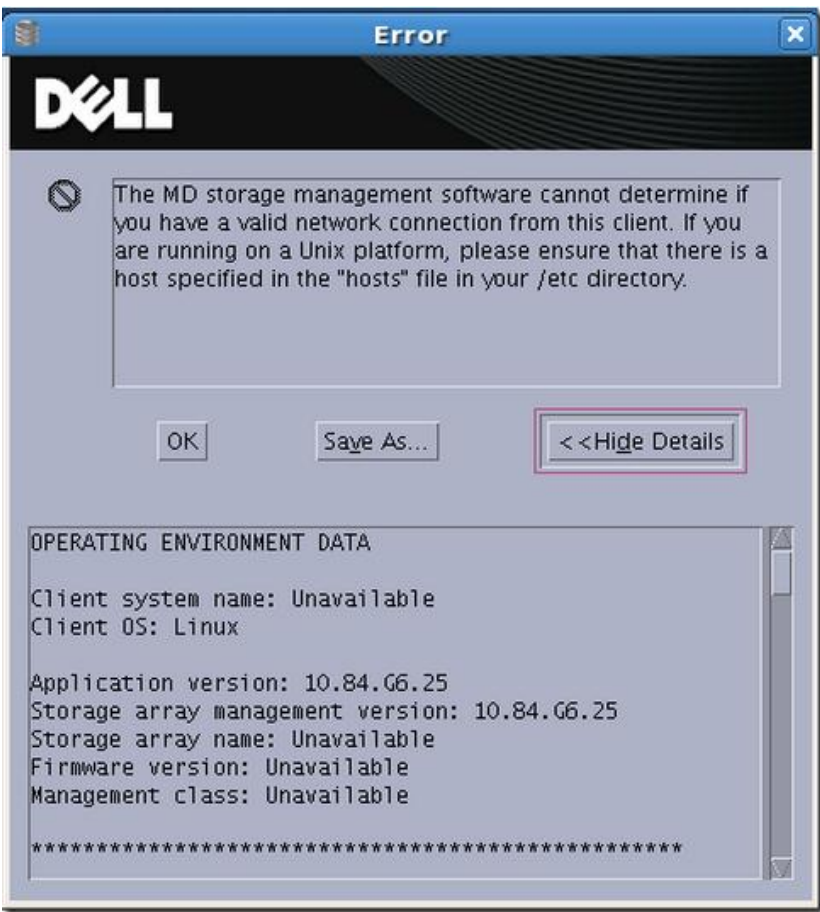 Error
DELL
The MD storage management software cannot determine if
you have a valid network connection from this client. If you
are running on a Unix platform, please ensure that there is a
host specified in the "hosts" file in your /etc directory.
OK
Save As...
<<Hide Details
OPERATING ENVIRONMENT DATA
Client system name: Unavailable
Client OS: Linux
Application version: 10.84.G6.25
Storage array management version: 10.84.G6.25
Storage array name: Unavailable
Firmware version: Unavailable
Management class: Unavailable
**************************************************